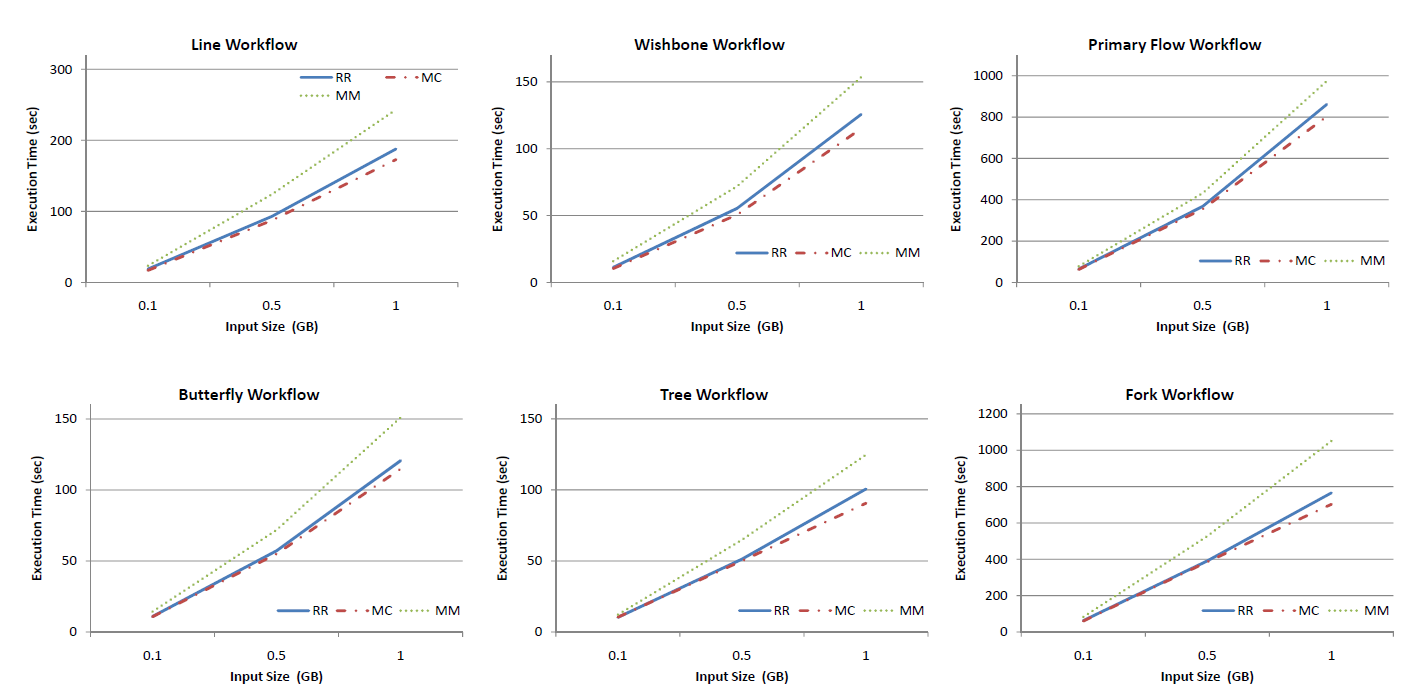 Line Workflow
Execution Time (sec)
300
200
100
0
RR MC
MM
0.1 0.5 1
Input Size (GB)
Wishbone Workflow
Execution Time (sec)
150
100
50
0
RR MC MM
0.1 0.5 1
Input Size (GB)
Primary Flow Workflow
Execution Time (sec)
1000
800
600
400
200
0
RR MC MM
0.1 0.5 1
Input Size (GB)
Butterfly Workflow
Execution Time (sec)
150
100
50
0
RR MC MM
0.1 0.5 1
Input Size (GB)
Tree Workflow
Execution Time (sec)
150
100
50
0
RR MC MM
0.1 0.5 1
Input Size (GB)
Fork Workflow
Execution Time (sec)
1200
1000
800
600
400
200
0
RR MC MM
0.1 0.5 1
Input Size (GB)